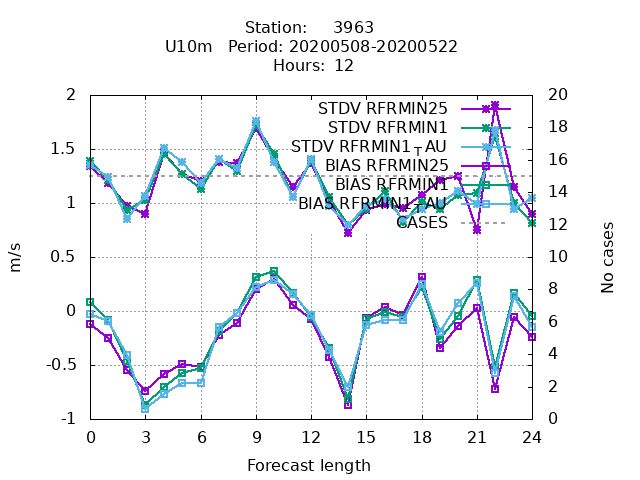 Station: 3963
U10m Period: 20200508-20200522
Hours: 12
STDV RFRMIN25
STDV RFRMIN1
STDV RFRMIN1┬AU
BIAS RFRMIN25
BIAS RFRMIN1
BIAS RFRMIN1┬AU
CASES
2
1.5
1
0.5
0
-0.5
-1
m/s
20
18
16
14
12
10
8
6
4
2
0
No cases
0 3 6 9 12 15 18 21 24
Forecast length